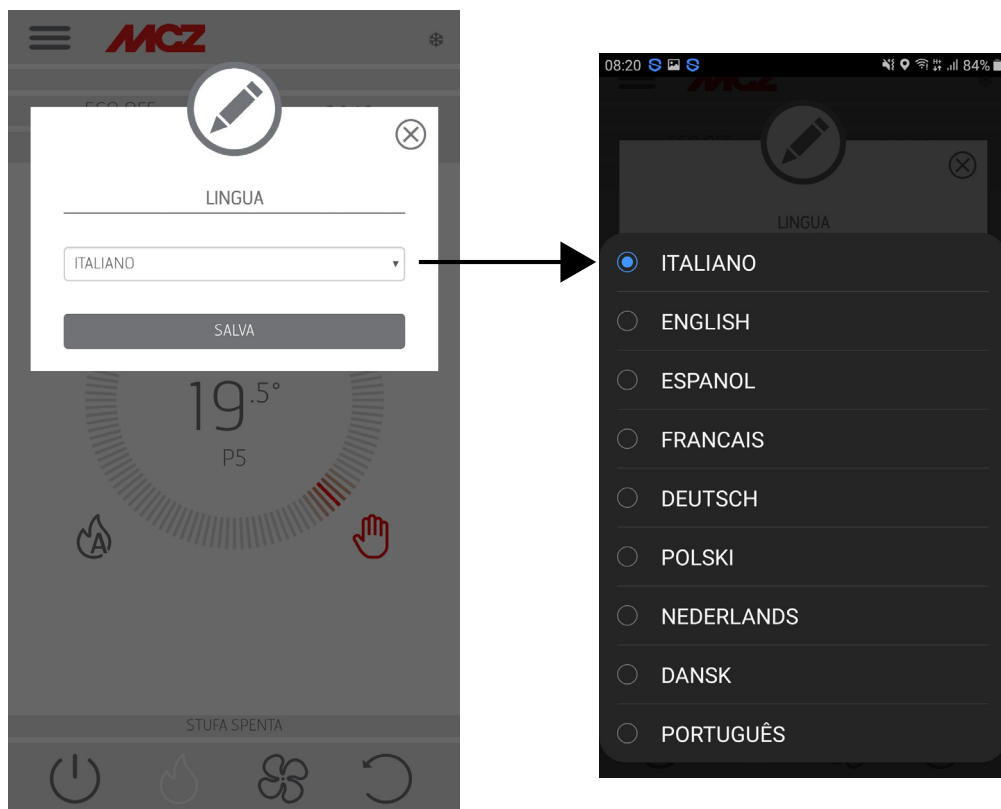 MCZ
LINGUA
ITALIANO
SALVA
19.5°
P5
A
STUFA SPENTA
08:20 84%
MCZ
LINGUA
ITALIANO
ENGLISH
ESPANOL
FRANCAIS
DEUTSCH
POLSKI
NEDERLANDS
DANSK
PORTUGUÊS